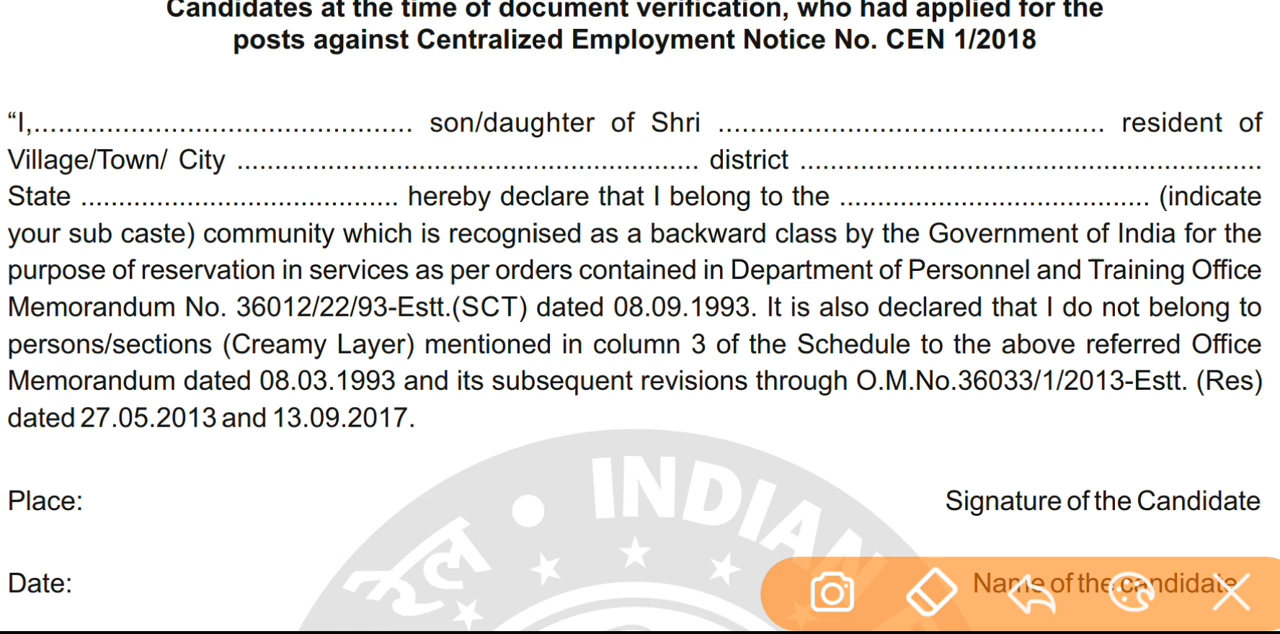 Candidates at the time of document verification, who had applied for the
posts against Centralized Employment Notice No. CEN 1/2018
“I,.............................................. son/daughter of Shri ............................................... resident of
Village/Town/ City ......................................................... district .........................................................
State ....................................... hereby declare that I belong to the ...................................... (indicate
your sub caste) community which is recognised as a backward class by the Government of India for the
purpose of reservation in services as per orders contained in Department of Personnel and Training Office
Memorandum No. 36012/22/93-Estt.(SCT) dated 08.09.1993. It is also declared that I do not belong to
persons/sections (Creamy Layer) mentioned in column 3 of the Schedule to the above referred Office
Memorandum dated 08.03.1993 and its subsequent revisions through O.M.No.36033/1/2013-Estt. (Res)
dated 27.05.2013 and 13.09.2017.
INDIAN
Place:
Signature of the Candidate
Date:
Name of the candidate